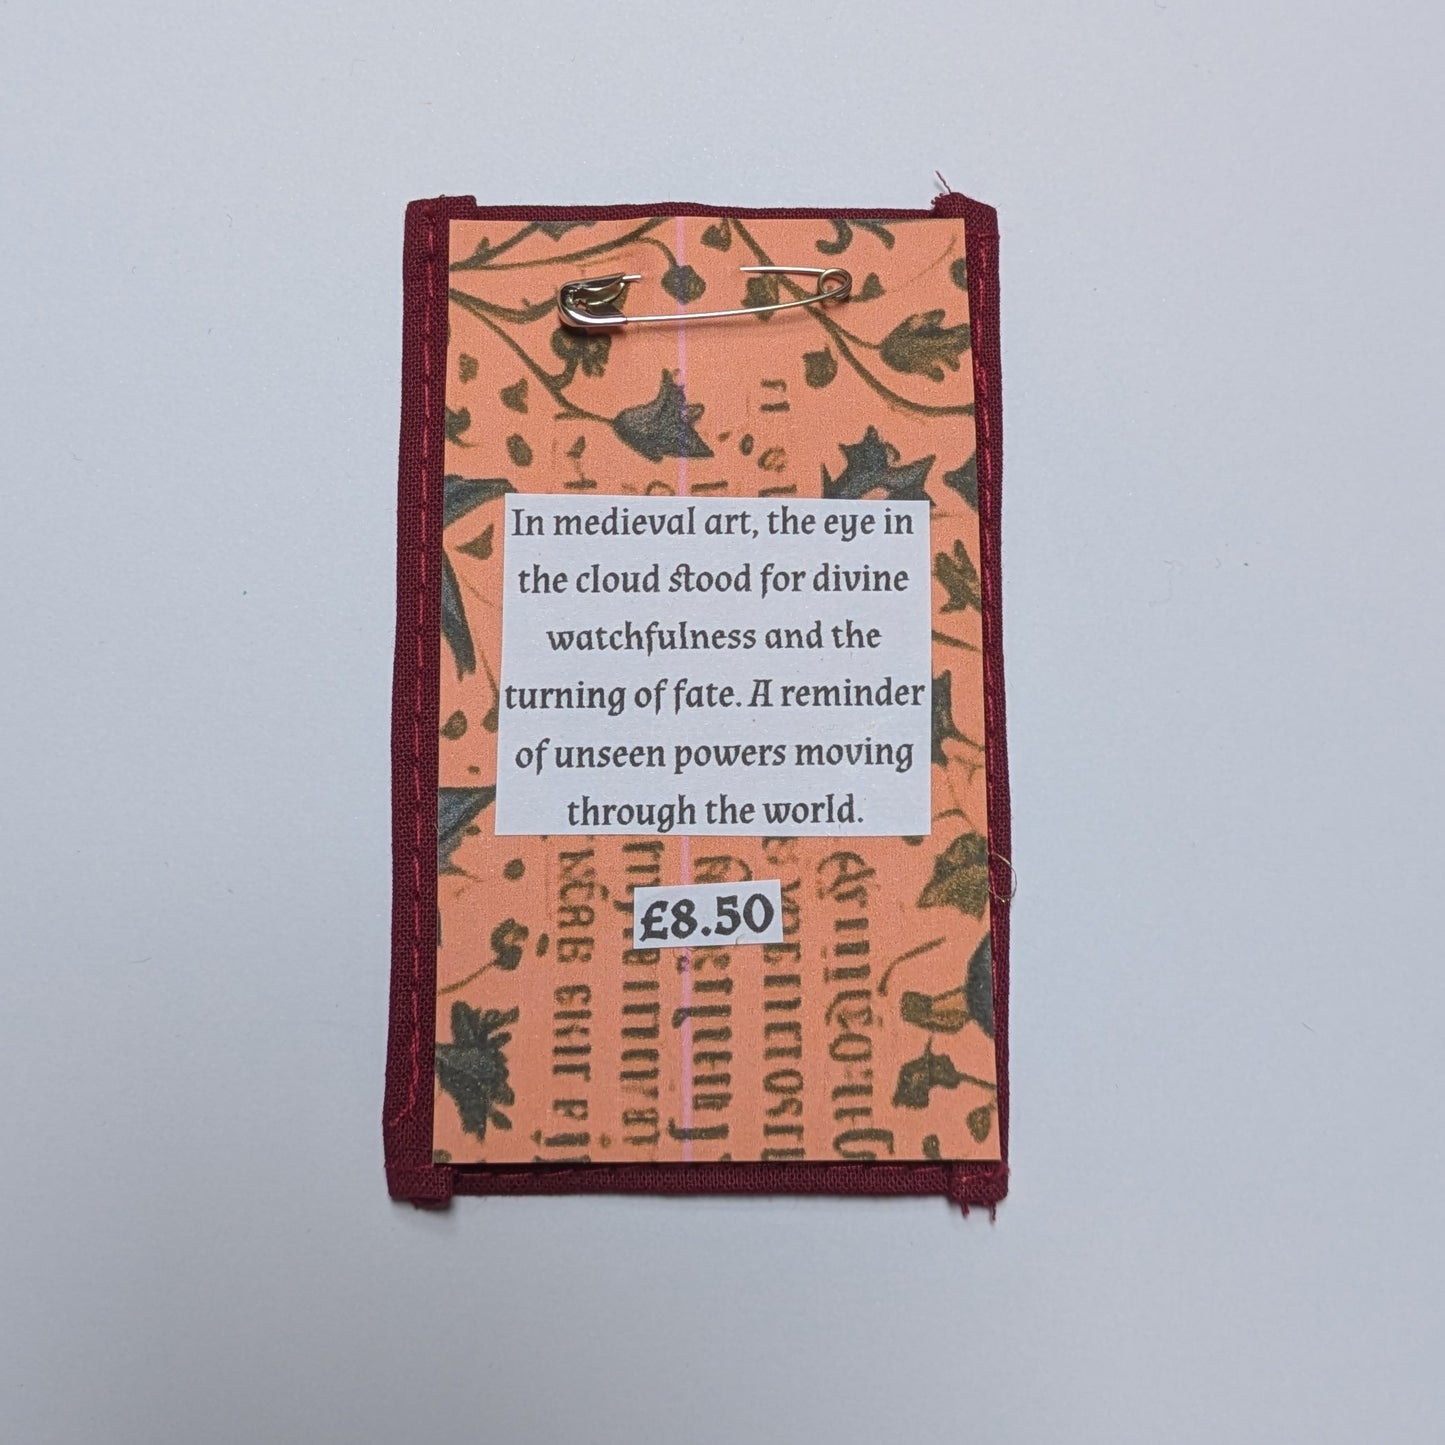 In medieval art, the eye in
the cloud stood for divine
watchfulness and the
turning of fate. A reminder
of unseen powers moving
through the world.
£8.50